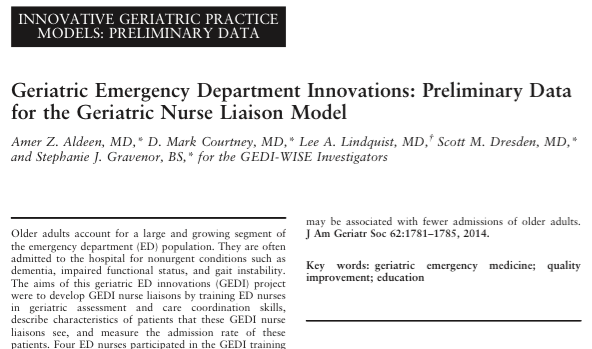 INNOVATIVE GERIATRIC PRACTICE
MODELS: PRELIMINARY DATA
Geriatric Emergency Department Innovations: Preliminary Data
for the Geriatric Nurse Liaison Model
Amer Z. Aldeen, MD,* D. Mark Courtney, MD,* Lee A. Lindquist, MD,† Scott M. Dresden, MD,*
and Stephanie J. Gravenor, BS,* for the GEDI-WISE Investigators
Older adults account for a large and growing segment of
the emergency department (ED) population. They are often
admitted to the hospital for nonurgent conditions such as
dementia, impaired functional status, and gait instability.
The aims of this geriatric ED innovations (GEDI) project
were to develop GEDI nurse liaisons by training ED nurses
in geriatric assessment and care coordination skills,
describe characteristics of patients that these GEDI nurse
liaisons see, and measure the admission rate of these
patients. Four ED nurses participated in the GEDI training
may be associated with fewer admissions of older adults.
J Am Geriatr Soc 62:1781–1785, 2014.
Key words: geriatric emergency medicine; quality
improvement; education